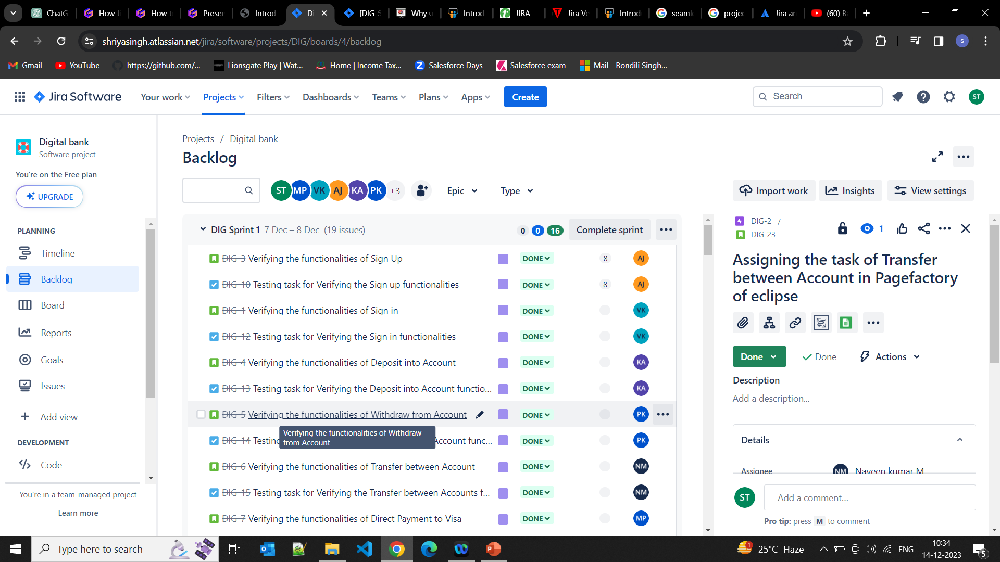 ChatG
How Ji
How to
Presen
Introd
Di
[DIG-5
Why u
Introd
JIRA
Jira Ve
Introd
seaml
projec
Jira an
(60) Ba
shriyasingh.atlassian.net/jira/software/projects/DIG/boards/4/backlog
S
Gmail
YouTube
https://github.com/...
Lionsgate Play | Wat...
Home | Income Tax...
Salesforce Days
Salesforce exam
Mail - Bondili Singh...
Jira Software
Your work
Projects
Filters
Dashboards
Teams
Plans
Apps
Create
Search
ST
Digital bank
Software project
You're on the Free plan
UPGRADE
PLANNING
Timeline
Backlog
Board
Reports
Goals
Issues
Add view
DEVELOPMENT
Code
You're in a team-managed project
Learn more
Projects / Digital bank
Backlog
ST MP VK AJ KA PK +3
Epic
Type
Import work
Insights
View settings
DIG Sprint 1 7 Dec – 8 Dec (19 issues)
0 0 16
Complete sprint
DIG-3 Verifying the functionalities of Sign Up DONE 8 AJ
DIG-10 Testing task for Verifying the Sign up functionalities DONE 8 AJ
DIG-1 Verifying the functionalities of Sign in DONE - VK
DIG-12 Testing task for Verifying the Sign in functionalities DONE - VK
DIG-4 Verifying the functionalities of Deposit into Account DONE - KA
DIG-13 Testing task for Verifying the Deposit into Account functio... DONE - KA
DIG-5 Verifying the functionalities of Withdraw from Account DONE - PK
Verifying the functionalities of Withdraw
from Account
DIG-14 Testing Account func... DONE - PK
DIG-6 Verifying the functionalities of Transfer between Account DONE - NM
DIG-15 Testing task for Verifying the Transfer between Accounts f... DONE - NM
DIG-7 Verifying the functionalities of Direct Payment to Visa DONE - MP
DIG-2 /
DIG-23
1
Assigning the task of Transfer
between Account in Pagefactory
of eclipse
Done
Done
Actions
Description
Add a description...
Details
Assignee NM Naveen kumar M
ST
Add a comment...
Pro tip: press M to comment
Type here to search
1
25°C Haze
ENG
10:34
14-12-2023
5